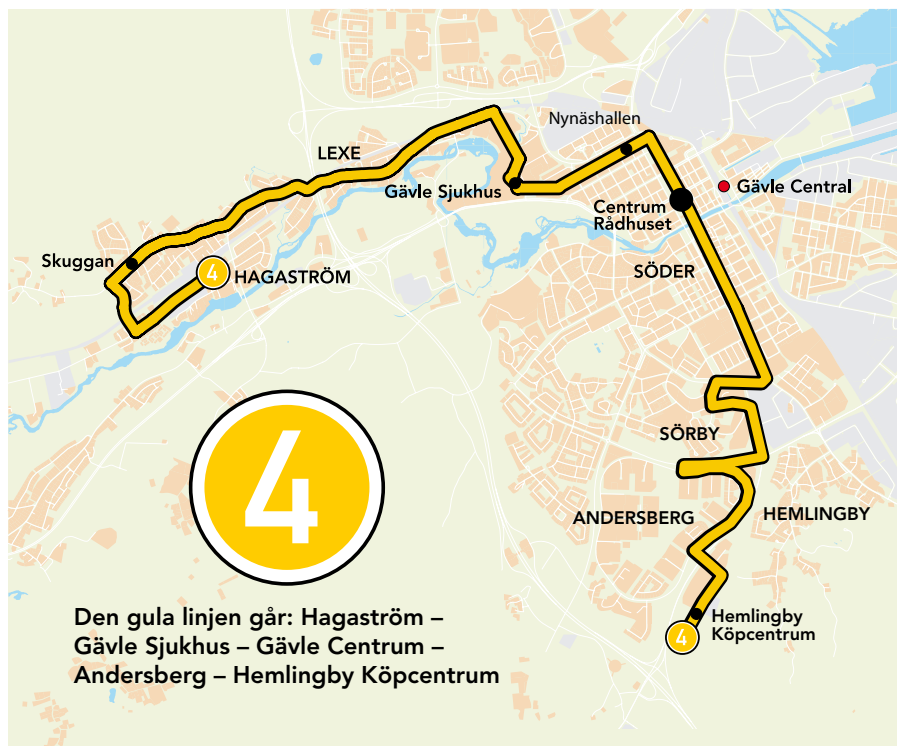 Nynäshallen
LEXE
Gävle Sjukhus
Gävle Central
Centrum
Rådhuset
Skuggan
4
HAGASTRÖM
SÖDER
4
SÖRBY
ANDERSBERG
HEMLINGBY
Hemlingby
Köpcentrum
4
Den gula linjen går: Hagaström –
Gävle Sjukhus – Gävle Centrum –
Andersberg – Hemlingby Köpcentrum